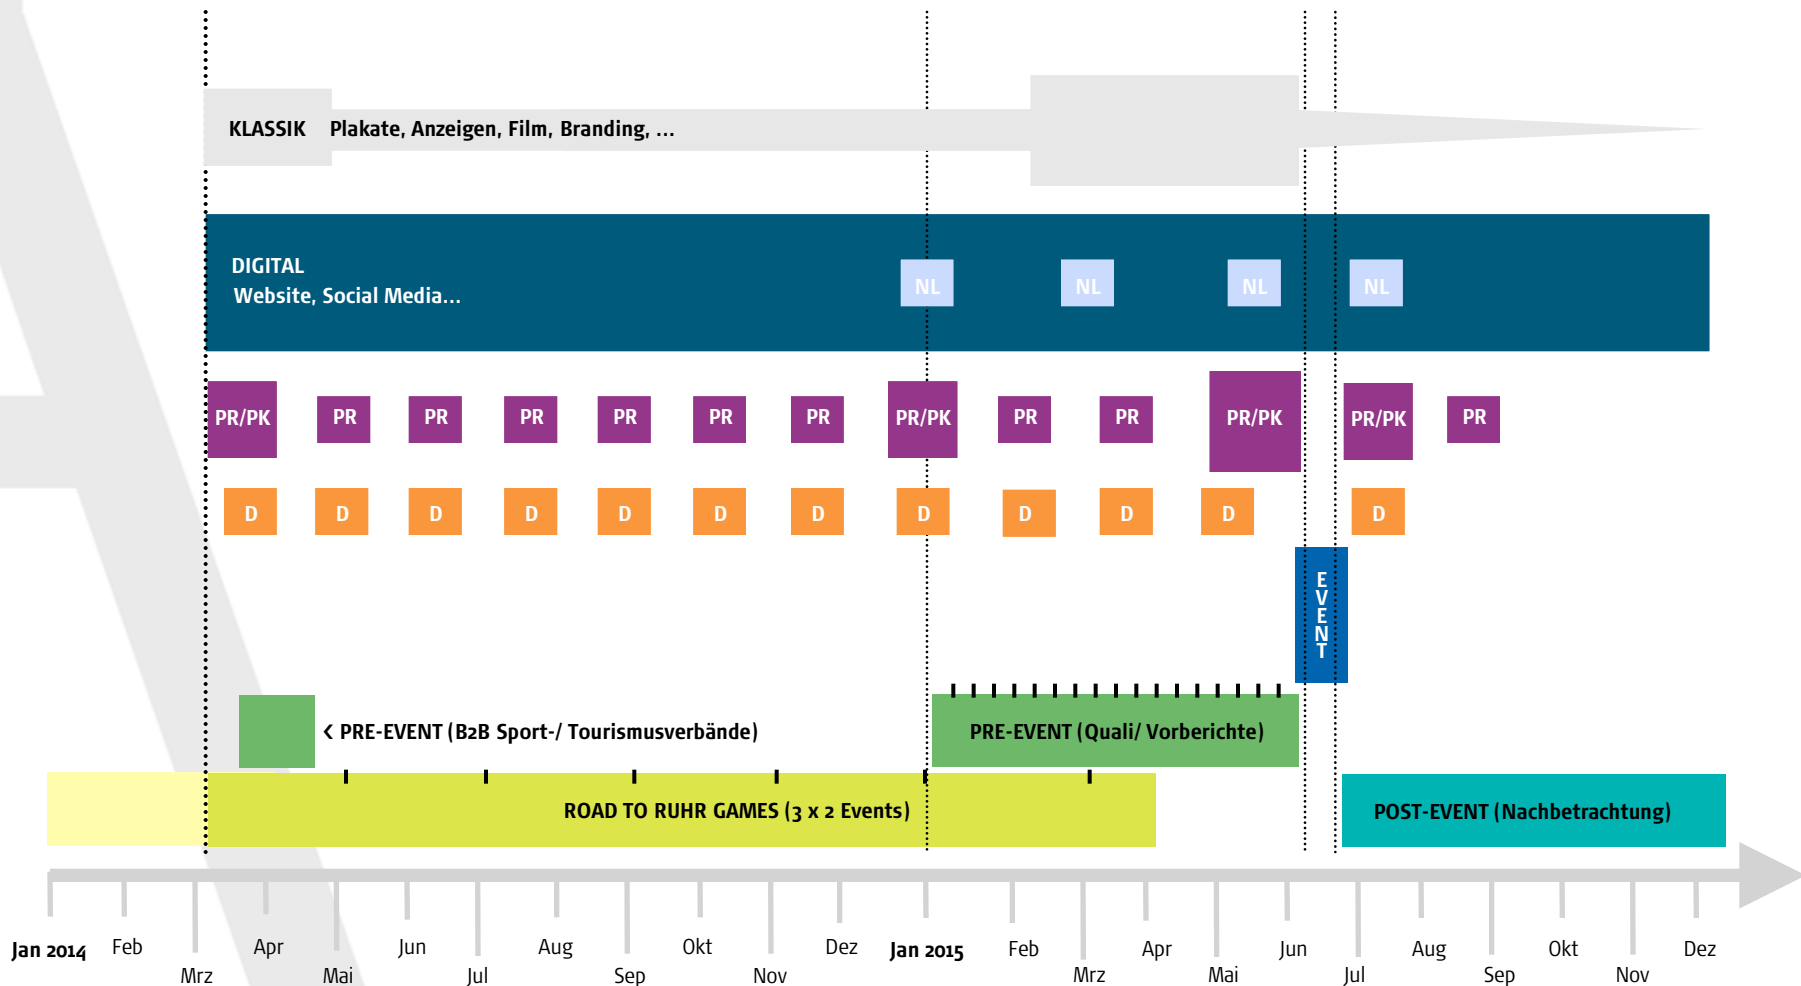 KLASSIK Plakate, Anzeigen, Film, Branding, ...
DIGITAL
Website, Social Media...
NL NL NL NL
PR/PK PR PR PR PR PR PR PR/PK PR PR PR/PK PR/PK PR
D D D D D D D D D D D D
EVENT
< PRE-EVENT (B2B Sport-/ Tourismusverbände)
PRE-EVENT (Quali/ Vorberichte)
ROAD TO RUHR GAMES (3 x 2 Events)
POST-EVENT (Nachbetrachtung)
Jan 2014 Feb Mrz Apr Mai Jun Jul Aug Sep Okt Nov Dez Jan 2015 Feb Mrz Apr Mai Jun Jul Aug Sep Okt Nov Dez